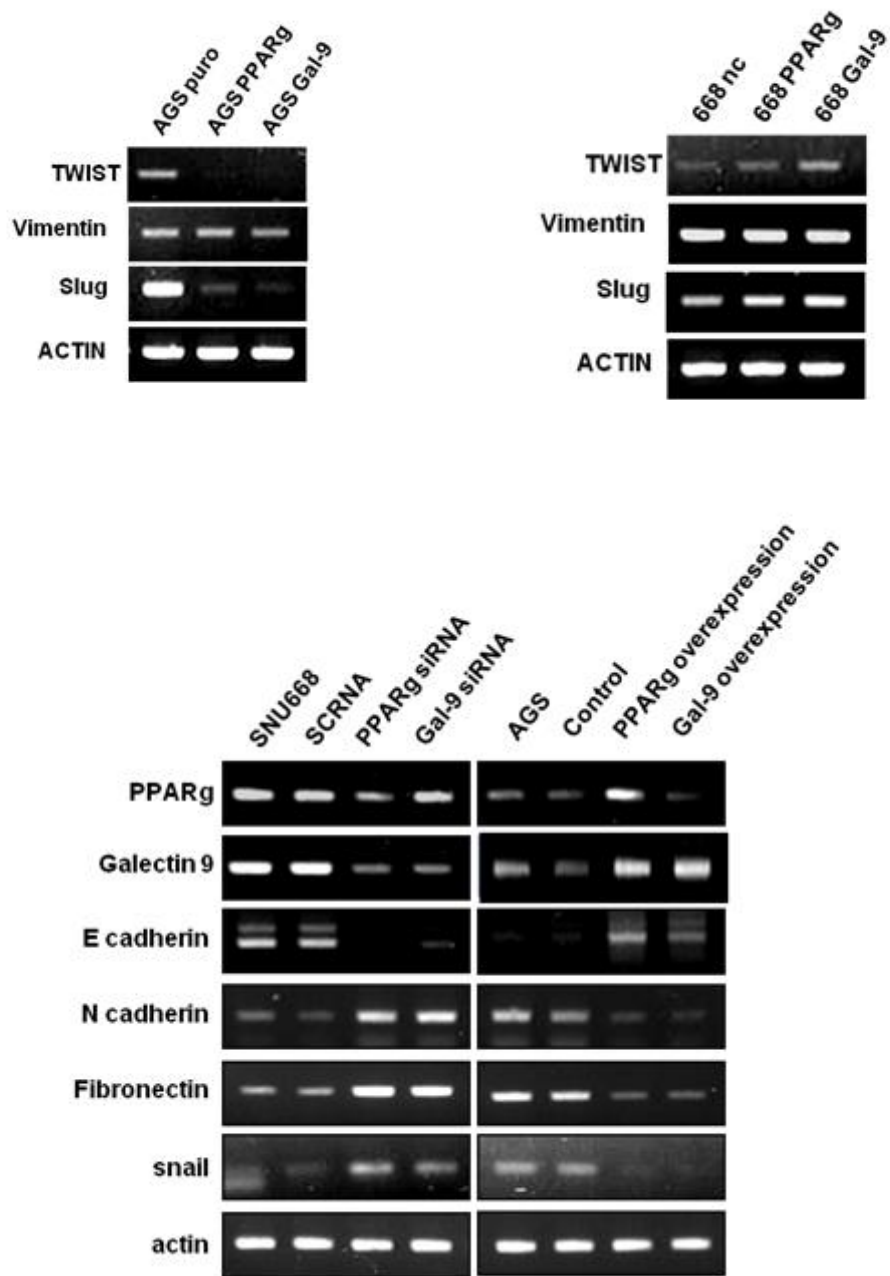 AGS puro
AGS PPARg
AGS Gal-9
TWIST
Vimentin
Slug
ACTIN
668 nc
668 PPARg
668 Gal-9
TWIST
Vimentin
Slug
ACTIN
SNU668
SCRNA
PPARg siRNA
Gal-9 siRNA
AGS
Control
PPARg overexpression
Gal-9 overexpression
PPARg
Galectin 9
E cadherin
N cadherin
Fibronectin
snail
actin